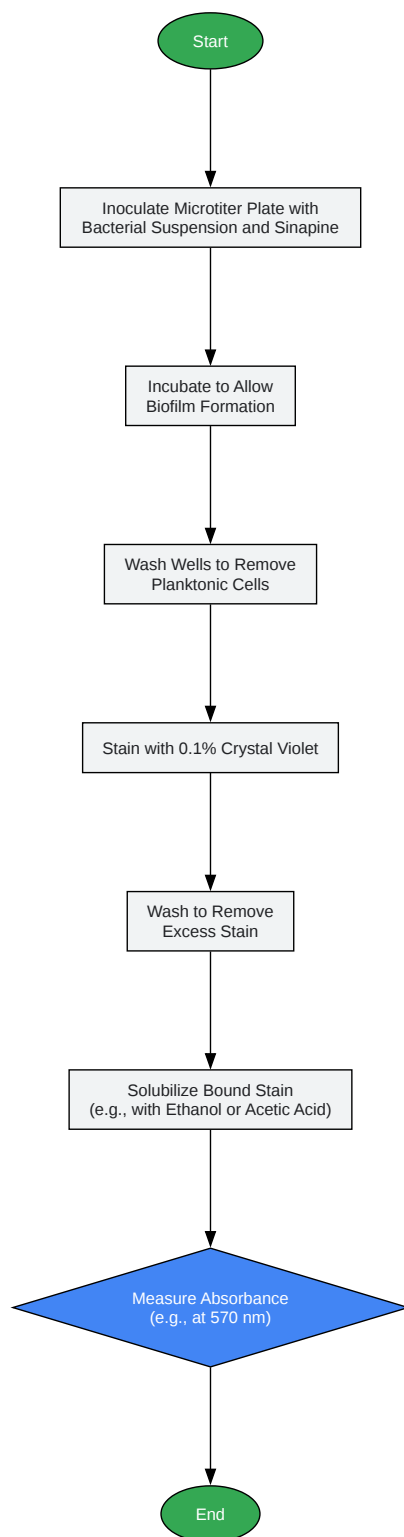 Start
Inoculate Microtiter Plate with
Bacterial Suspension and Sinapine
Incubate to Allow
Biofilm Formation
Wash Wells to Remove
Planktonic Cells
Stain with 0.1% Crystal Violet
Wash to Remove
Excess Stain
Solubilize Bound Stain
(e.g., with Ethanol or Acetic Acid)
Measure Absorbance
(e.g., at 570 nm)
End